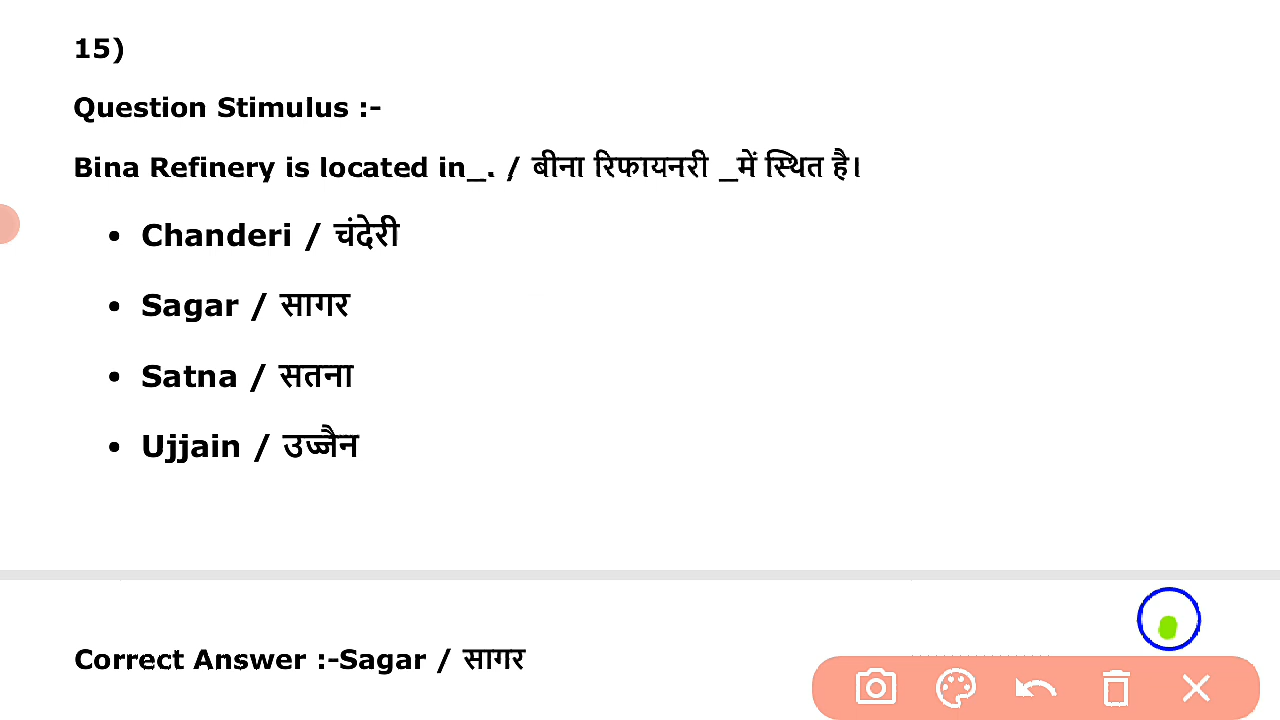 15)
Question Stimulus :-
Bina Refinery is located in_. / बीना रिफायनरी _में स्थित है।
• Chanderi / चंदेरी
• Sagar / सागर
• Satna / सतना
• Ujjain / उज्जैन
Correct Answer :-Sagar / सागर